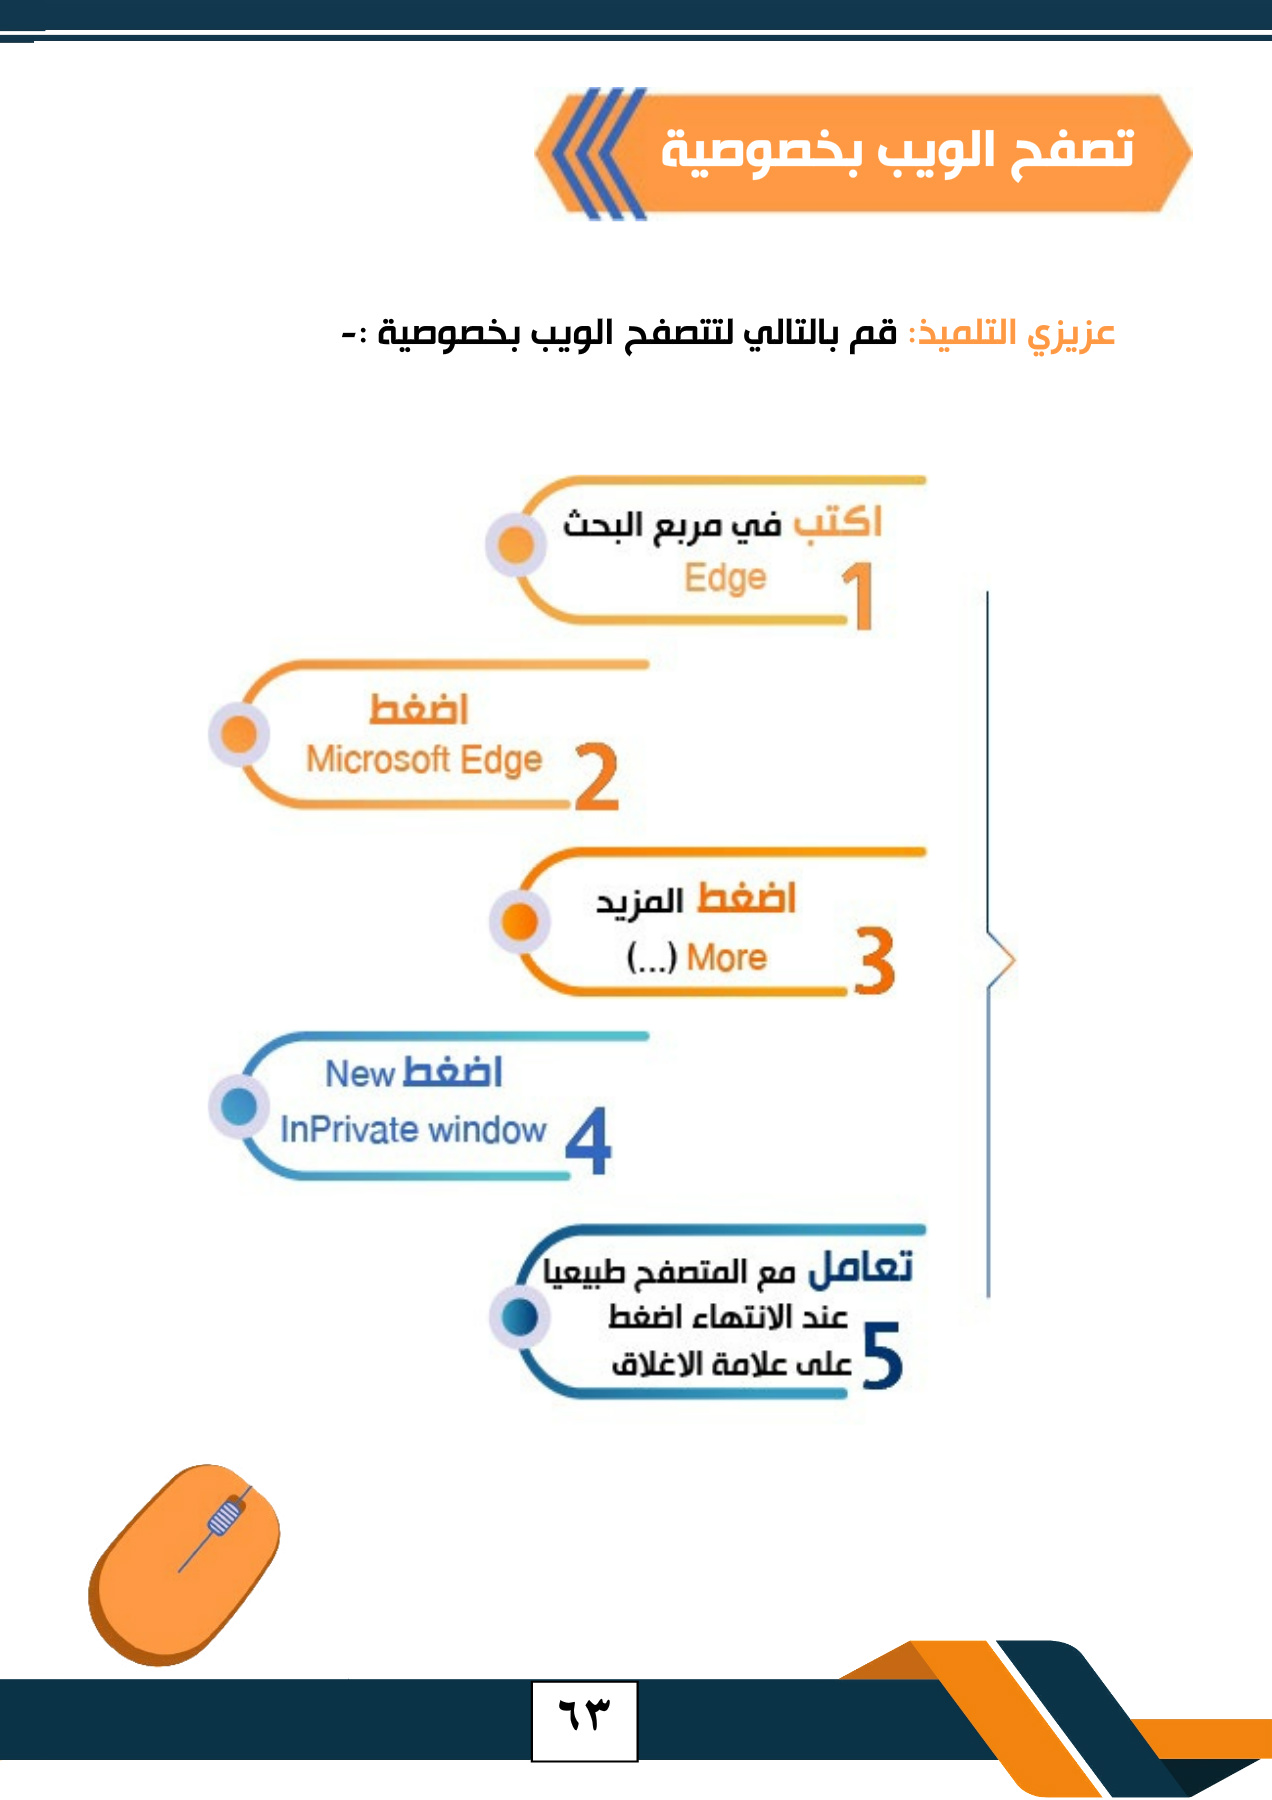 تصفح الويب بخصوصية
عزيزي التلميذ: قم بالتالي لتتصفح الويب بخصوصية :-
اكتب في مربع البحث
Edge
1
اضغط
Microsoft Edge
2
اضغط المزيد
More (...)
3
اضغط New
InPrivate window
4
تعامل مع المتصفح طبيعيا
عند الانتهاء اضغط
على علامة الاغلاق
5
٦٣